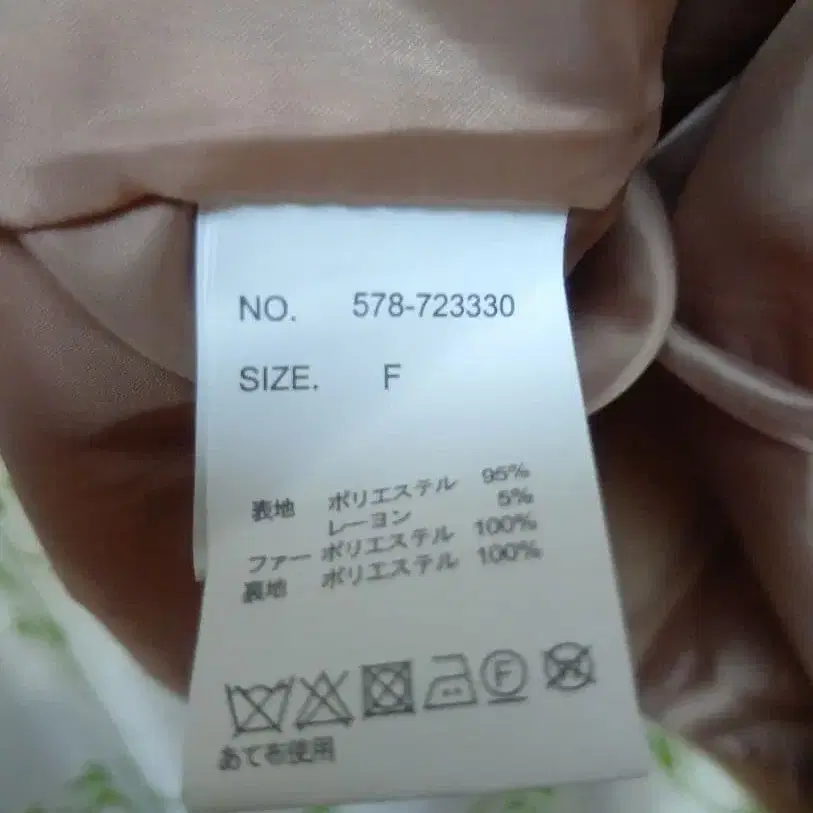 NO. 578-723330
SIZE. F
表地 ポリエステル 95%
レーヨン 5%
ファー ポリエステル 100%
裏地 ポリエステル 100%
F
あて布使用